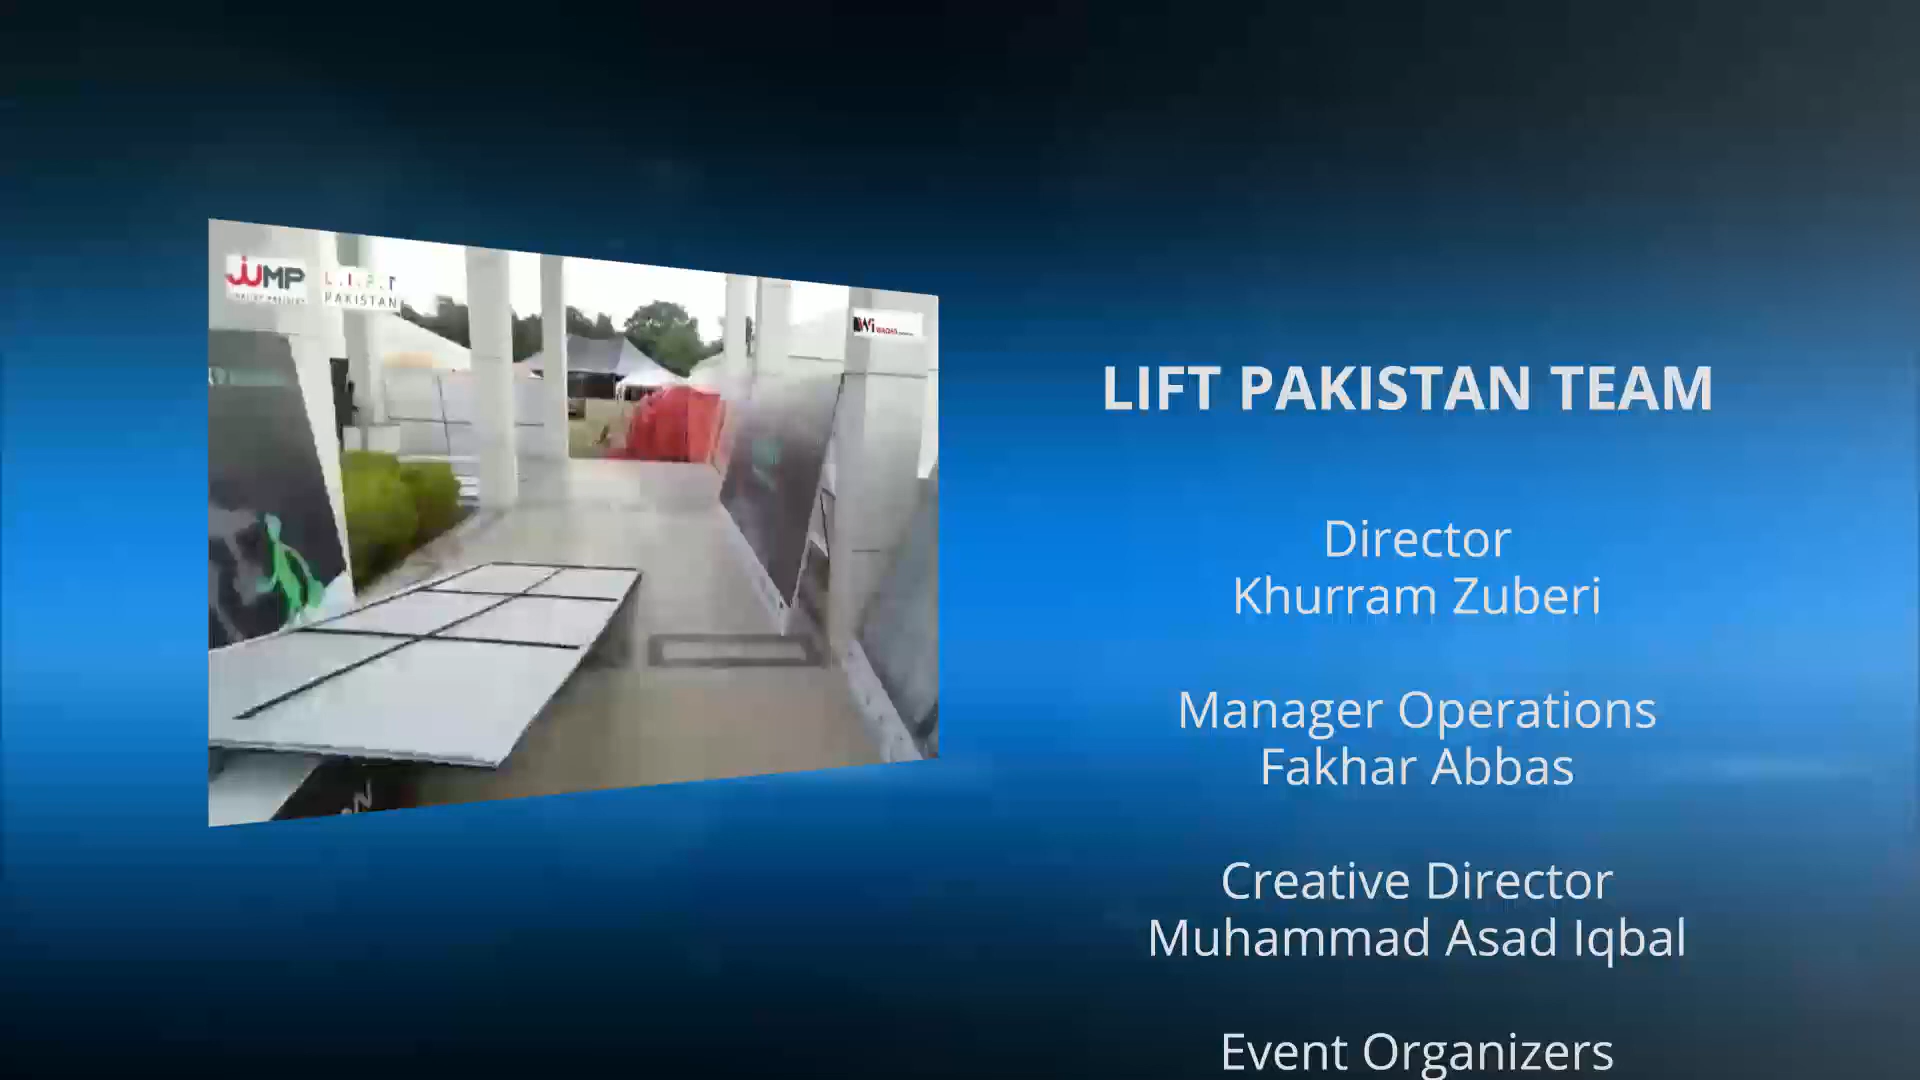 JUMP
L.I.F.T
PAKISTAN
Wi
LIFT PAKISTAN TEAM
Director
Khurram Zuberi
Manager Operations
Fakhar Abbas
Creative Director
Muhammad Asad Iqbal
Event Organizers